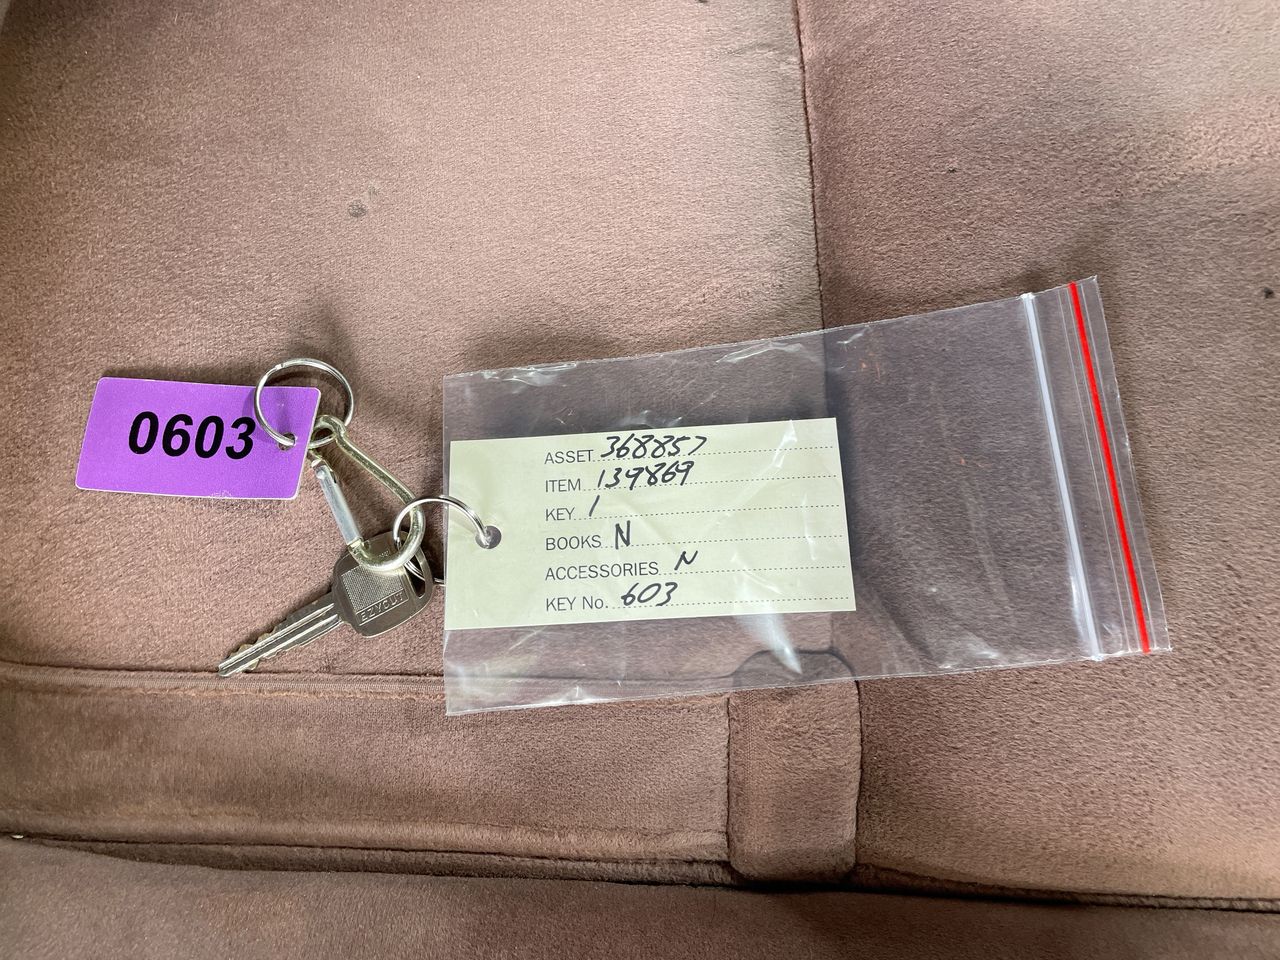 0603
ASSET 368857
ITEM 139869
KEY 1
BOOKS N
ACCESSORIES N
KEY No. 603